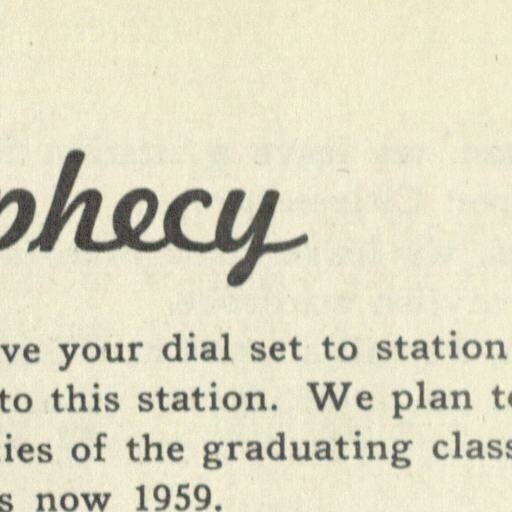 phecy
ve your dial set to station
to this station. We plan to
ies of the graduating class
s now 1959.